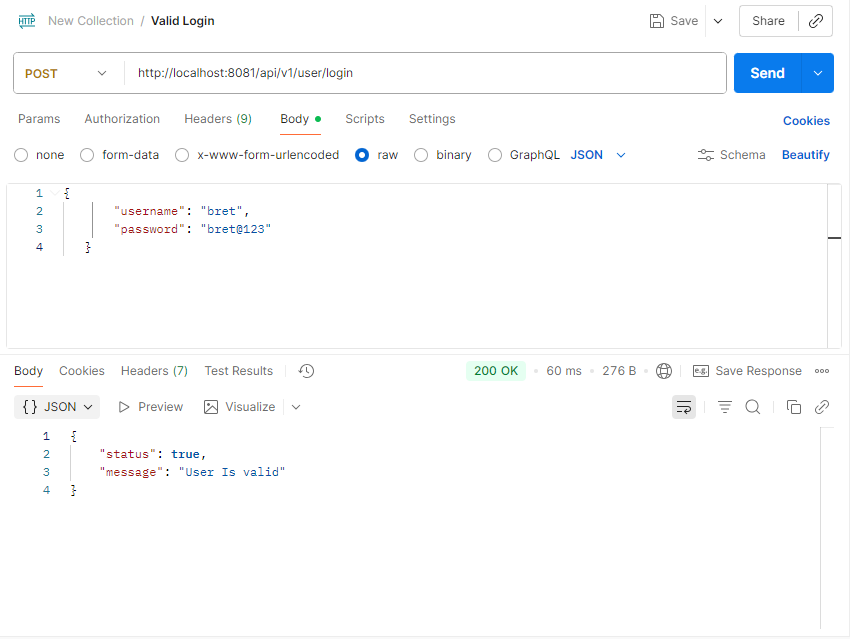 HTTP New Collection / Valid Login Save Share
POST http://localhost:8081/api/v1/user/login Send
Params Authorization Headers (9) Body Scripts Settings Cookies
none form-data x-www-form-urlencoded raw binary GraphQL JSON Schema Beautify
1 {
2 "username": "bret",
3 "password": "bret@123"
4 }
Body Cookies Headers (7) Test Results 200 OK 60 ms 276 B e.g. Save Response
{} JSON Preview Visualize
1 {
2 "status": true,
3 "message": "User Is valid"
4 }